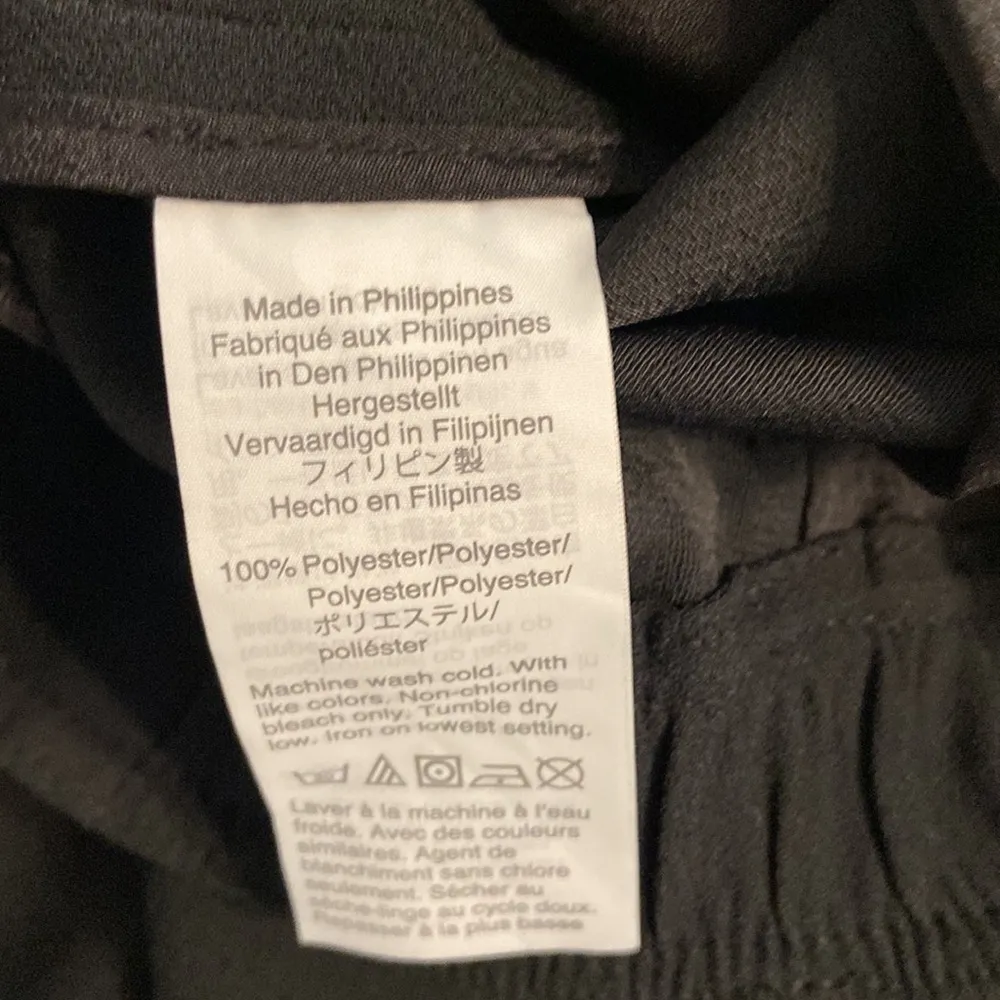 Made in Philippines
Fabriqué aux Philippines
in Den Philippinen
Hergestellt
Vervaardigd in Filipijnen
フィリピン製
Hecho en Filipinas
100% Polyester/Polyester/
Polyester/Polyester/
ポリエステル/
poliéster
Machine wash cold. With
like colors. Non-chlorine
bleach only. Tumble dry
low. Iron on lowest setting.
Laver à la machine à l'eau
froide. Avec des couleurs
similaires. Agent de
blanchiment sans chlore
seulement. Sécher au
sèche-linge au cycle doux.
Repasser à la plus basse